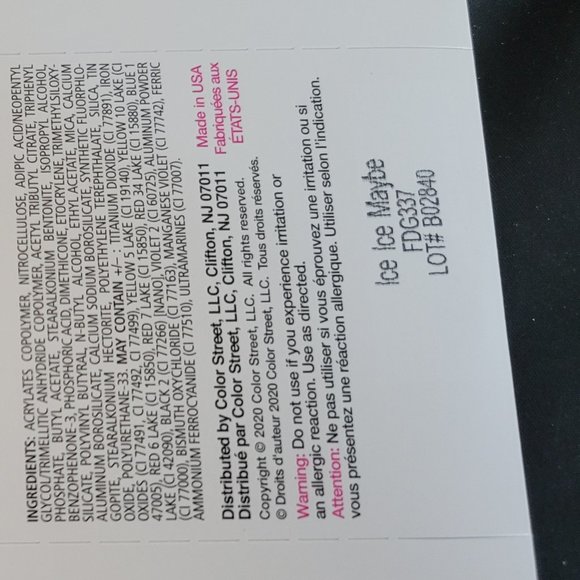 INGREDIENTS: ACRYLATES COPOLYMER, NITROCELLULOSE, ADIPIC ACID/NEOPENTYL
GLYCOL/TRIMELLITIC ANHYDRIDE COPOLYMER, ACETYL TRIBUTYL CITRATE, TRIPHENYL
PHOSPHATE, BUTYL ACETATE, STEARALKONIUM BENTONITE, ISOPROPYL ALCOHOL,
BENZOPHENONE-3, PHOSPHORIC ACID, DIMETHICONE, ETOCRYLENE, TRIMETHYLSILOXY-
SILICATE, POLYVINYL BUTYRAL, N-BUTYL ALCOHOL, ETHYL ACETATE, MICA, CALCIUM
ALUMINUM BOROSILICATE, CALCIUM SODIUM BOROSILICATE, SYNTHETIC FLUORPHLO-
GOPITE, STEARALKONIUM HECTORITE, POLYETHYLENE TEREPHTHALATE, SILICA, TIN
OXIDE, POLYURETHANE-33. MAY CONTAIN +/– : TITANIUM DIOXIDE (CI 77891), IRON
OXIDES (CI 77491, CI 77492, CI 77499), YELLOW 5 LAKE (CI 19140), YELLOW 10 LAKE (CI
47005), RED 6 LAKE (CI 15850), RED 7 LAKE (CI 15850), RED 34 LAKE (CI 15880), BLUE 1
LAKE (CI 42090), BLACK 2 (CI 77266) [NANO], VIOLET 2 (CI 60725), ALUMINUM POWDER
(CI 77000), BISMUTH OXYCHLORIDE (CI 77163), MANGANESE VIOLET (CI 77742), FERRIC
AMMONIUM FERROCYANIDE (CI 77510), ULTRAMARINES (CI 77007).
Distributed by Color Street, LLC, Clifton, NJ 07011
Distribué par Color Street, LLC, Clifton, NJ 07011
Made in USA
Fabriquées aux
ÉTATS-UNIS
Copyright © 2020 Color Street, LLC. All rights reserved.
© Droits d'auteur 2020 Color Street, LLC. Tous droits réservés.
Warning: Do not use if you experience irritation or
an allergic reaction. Use as directed.
Attention: Ne pas utiliser si vous éprouvez une irritation ou si
vous présentez une réaction allergique. Utiliser selon l'indication.
Ice Ice Maybe
FDG337
LOT# B02840